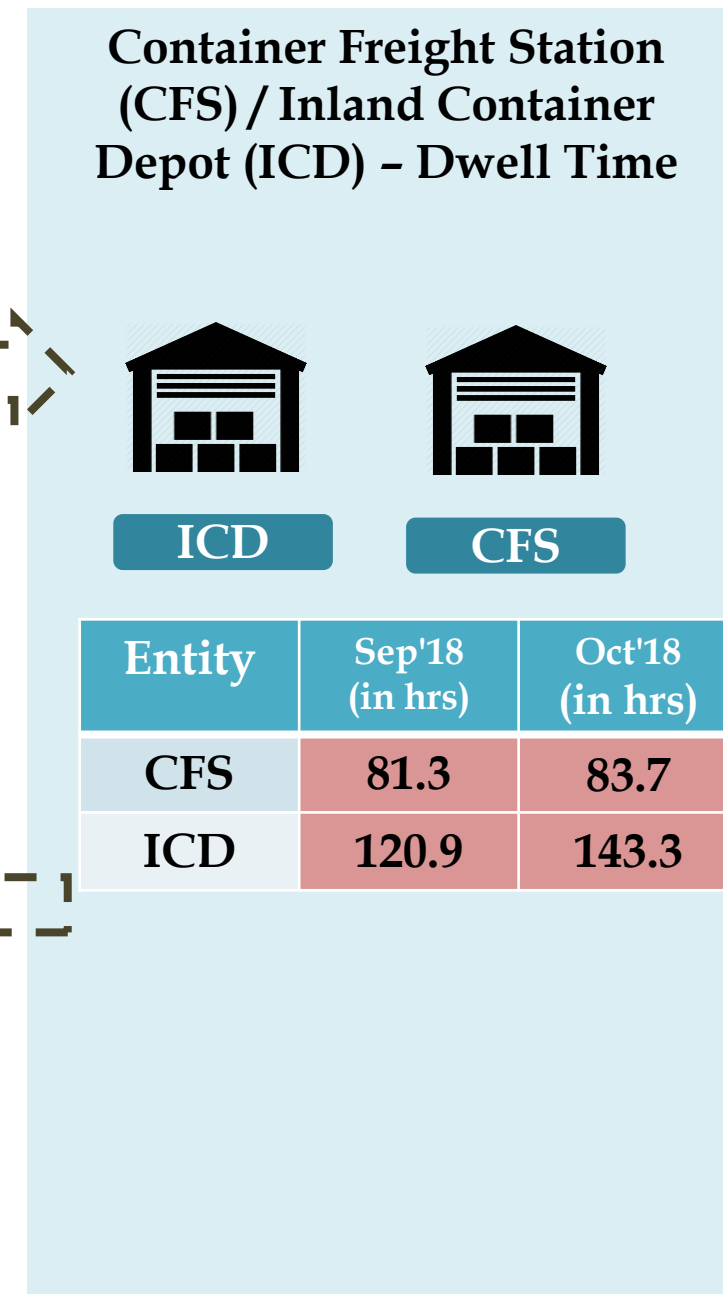 Container Freight Station
(CFS) / Inland Container
Depot (ICD) – Dwell Time
ICD CFS
Entity Sep'18 (in hrs) Oct'18 (in hrs)
CFS 81.3 83.7
ICD 120.9 143.3